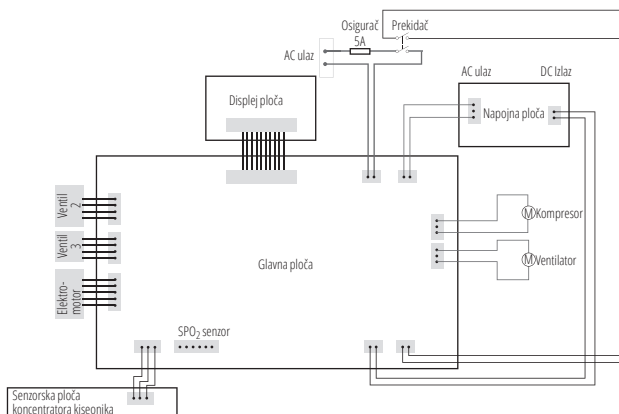 Osigurač
5A
Prekidač
AC ulaz
AC ulaz
DC Izlaz
Displej ploča
Napojna ploča
Ventil
2
M
Kompresor
Ventil
3
Glavna ploča
M
Ventilator
Elektro-
motor
SPO₂ senzor
Senzorska ploča
koncentratora kiseonika